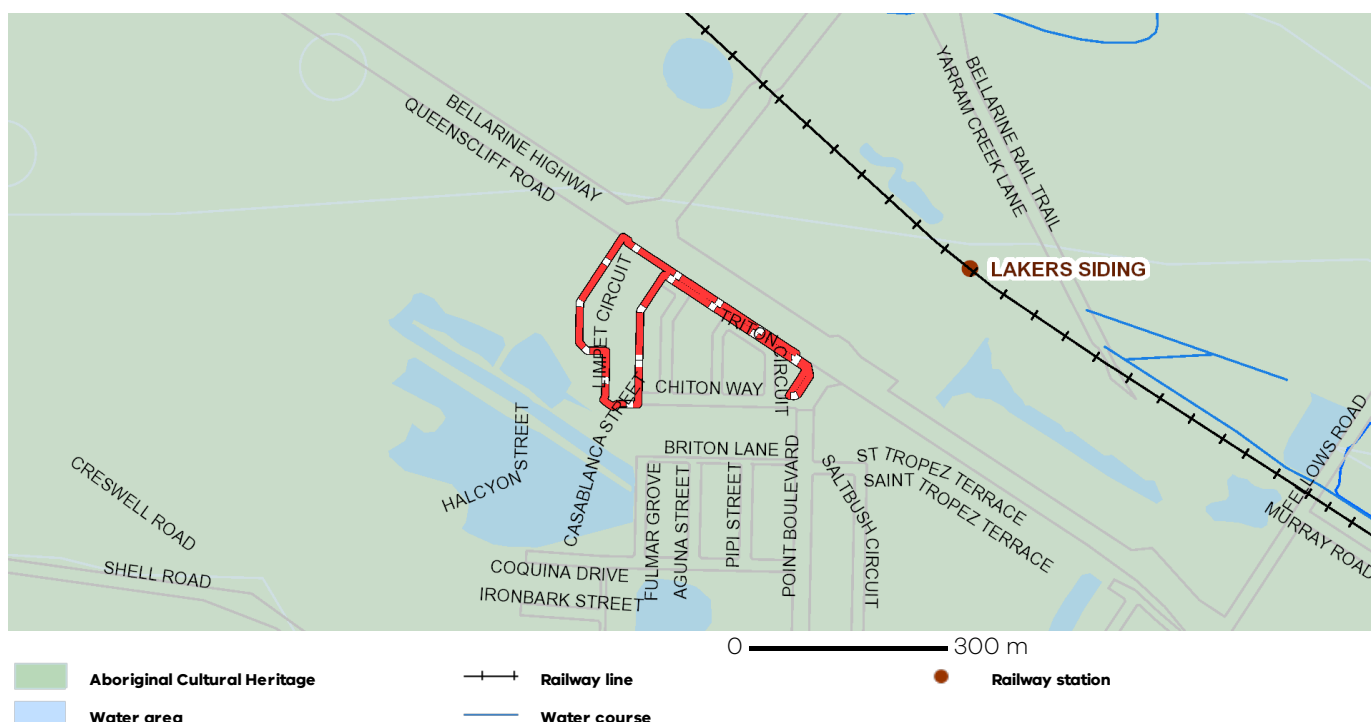 BELLARINE HIGHWAY
QUEENSCLIFF ROAD
BELLARINE RAIL TRAIL
YARRAM CREEK LANE
LAKERS SIDING
LIMPET CIRCUIT
TRITON CIRCUIT
CHITON WAY
CASABLANCA STREET
HALCYON STREET
BRITON LANE
ST TROPEZ TERRACE
SAINT TROPEZ TERRACE
SALTBUSH CIRCUIT
POINT BOULEVARD
PIPI STREET
AGUNA STREET
FULMAR GROVE
FELLOWS ROAD
MURRAY ROAD
CRESWELL ROAD
SHELL ROAD
COQUINA DRIVE
IRONBARK STREET
0 300 m
Aboriginal Cultural Heritage
Railway line
Railway station
Water area
Water course